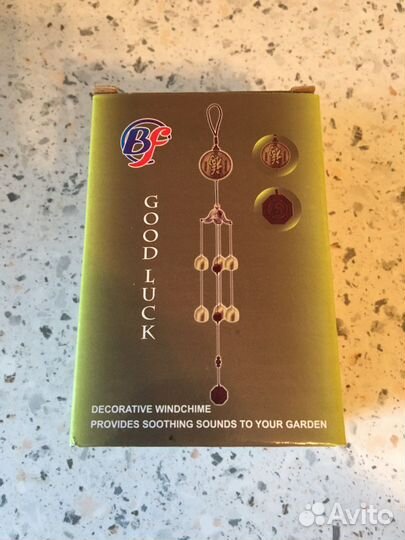 Bf
GOOD LUCK
DECORATIVE WINDCHIME
PROVIDES SOOTHING SOUNDS TO YOUR GARDEN
Avito